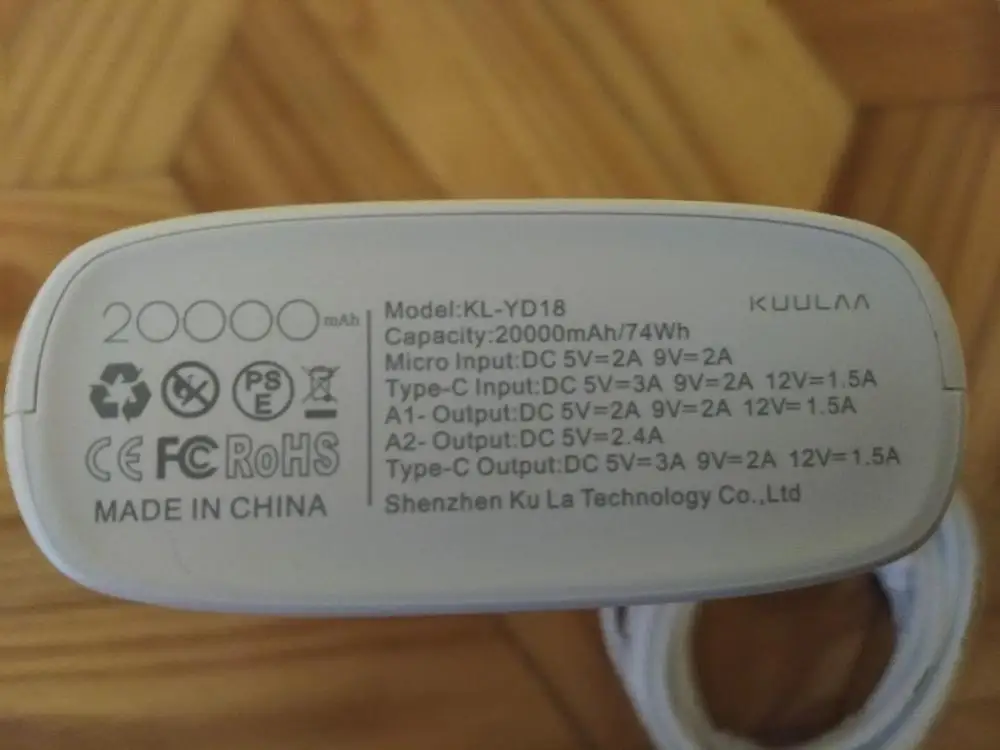 20000mAh
PS
E
CE FC RoHS
MADE IN CHINA
Model:KL-YD18
Capacity:20000mAh/74Wh
Micro Input:DC 5V=2A 9V=2A
Type-C Input:DC 5V=3A 9V=2A 12V=1.5A
A1- Output:DC 5V=2A 9V=2A 12V=1.5A
A2- Output:DC 5V=2.4A
Type-C Output:DC 5V=3A 9V=2A 12V=1.5A
Shenzhen Ku La Technology Co.,Ltd
KUULAA